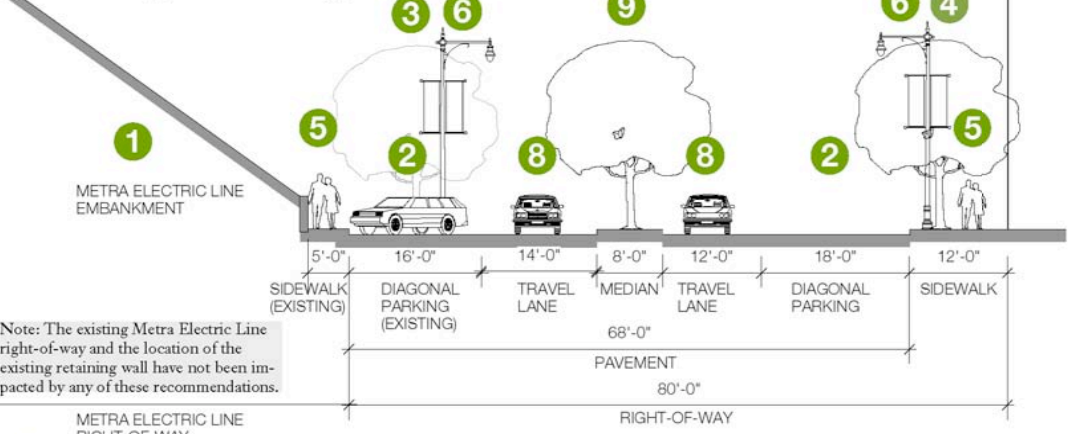 3 6 9 6 4
5 5
1 2 8 8 2
METRA ELECTRIC LINE
EMBANKMENT
5'-0" 16'-0" 14'-0" 8'-0" 12'-0" 18'-0" 12'-0"
SIDEWALK
(EXISTING)
DIAGONAL
PARKING
(EXISTING)
TRAVEL
LANE
MEDIAN
TRAVEL
LANE
DIAGONAL
PARKING
SIDEWALK
68'-0"
PAVEMENT
Note: The existing Metra Electric Line
right-of-way and the location of the
existing retaining wall have not been im-
pacted by any of these recommendations.
80'-0"
RIGHT-OF-WAY
METRA ELECTRIC LINE
RIGHT-OF-WAY